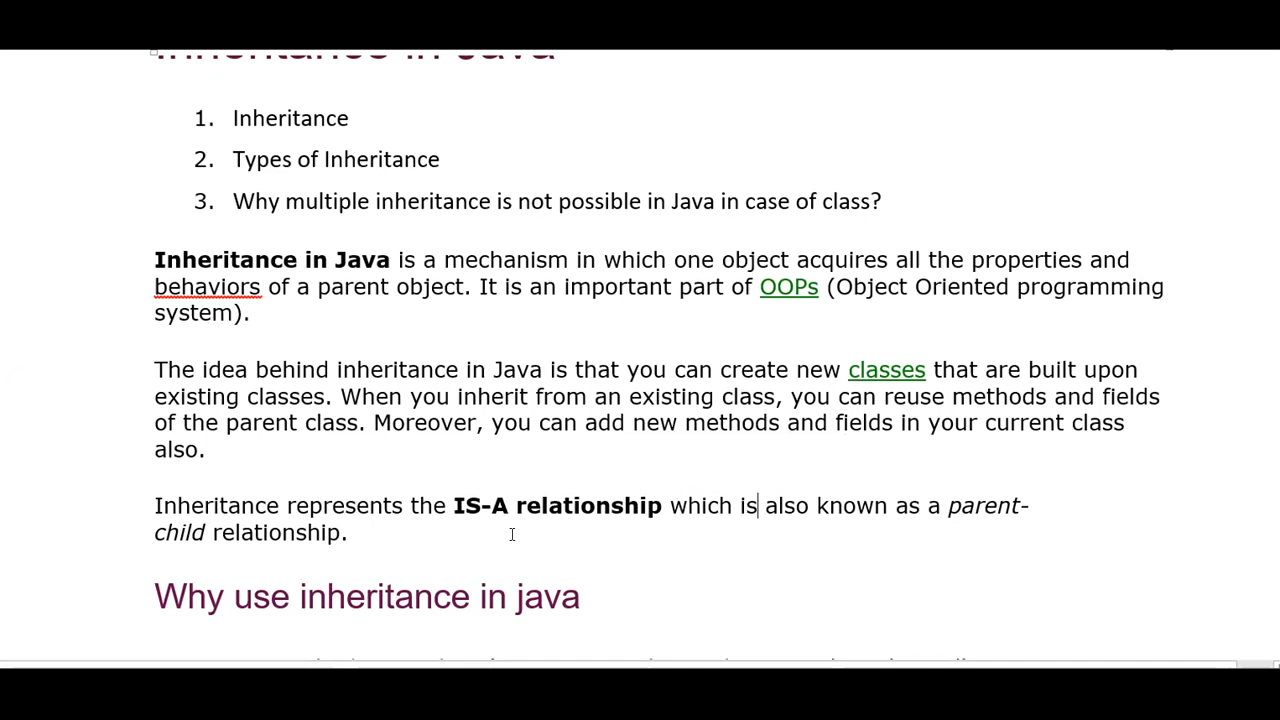 Inheritance in Java
1. Inheritance
2. Types of Inheritance
3. Why multiple inheritance is not possible in Java in case of class?
Inheritance in Java is a mechanism in which one object acquires all the properties and
behaviors of a parent object. It is an important part of OOPs (Object Oriented programming
system).
The idea behind inheritance in Java is that you can create new classes that are built upon
existing classes. When you inherit from an existing class, you can reuse methods and fields
of the parent class. Moreover, you can add new methods and fields in your current class
also.
Inheritance represents the IS-A relationship which is also known as a parent-
child relationship.
Why use inheritance in java